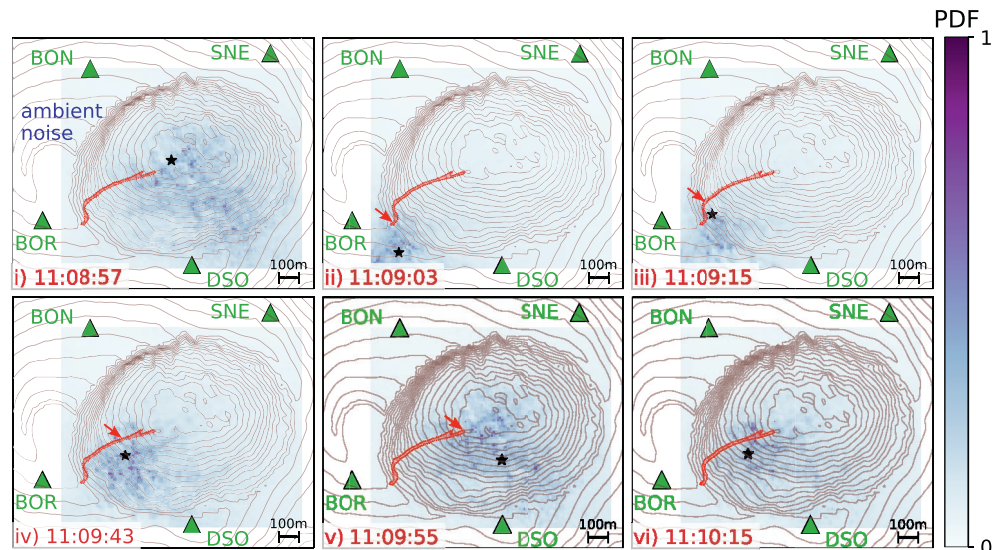 PDF
1
0
BON
SNE
ambient
noise
BOR
DSO
100m
i) 11:08:57
BON
SNE
BOR
DSO
100m
ii) 11:09:03
BON
SNE
BOR
DSO
100m
iii) 11:09:15
BON
SNE
BOR
DSO
100m
iv) 11:09:43
BON
SNE
BOR
DSO
100m
v) 11:09:55
BON
SNE
BOR
DSO
100m
vi) 11:10:15